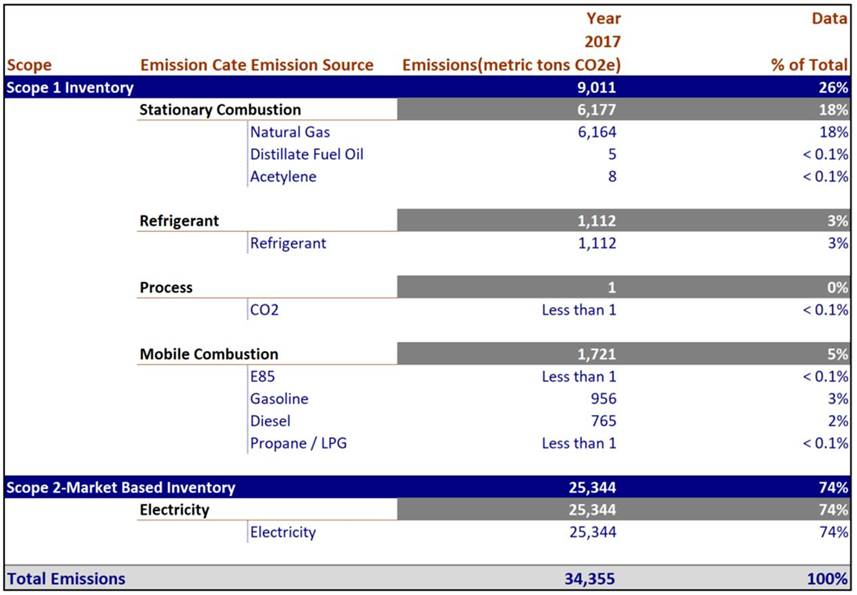 Year Data
2017
Scope Emission Cate Emission Source Emissions(metric tons CO2e) % of Total
Scope 1 Inventory 9,011 26%
Stationary Combustion 6,177 18%
Natural Gas 6,164 18%
Distillate Fuel Oil 5 < 0.1%
Acetylene 8 < 0.1%
Refrigerant 1,112 3%
Refrigerant 1,112 3%
Process 1 0%
CO2 Less than 1 < 0.1%
Mobile Combustion 1,721 5%
E85 Less than 1 < 0.1%
Gasoline 956 3%
Diesel 765 2%
Propane / LPG Less than 1 < 0.1%
Scope 2-Market Based Inventory 25,344 74%
Electricity 25,344 74%
Electricity 25,344 74%
Total Emissions 34,355 100%